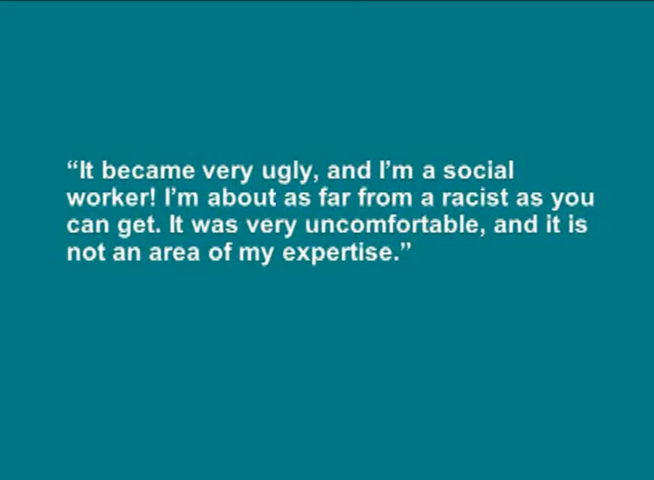 “It became very ugly, and I’m a social
worker! I’m about as far from a racist as you
can get. It was very uncomfortable, and it is
not an area of my expertise.”